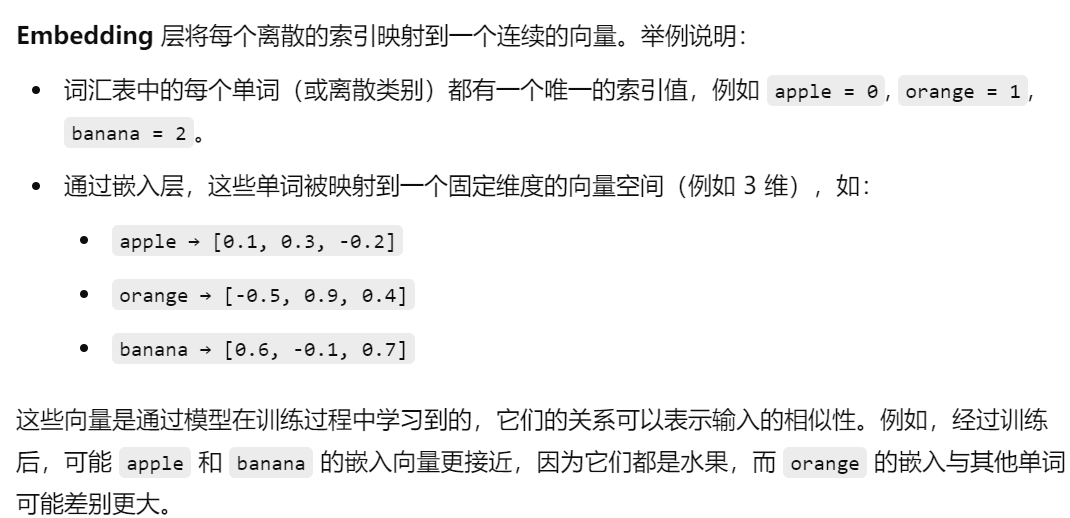 Embedding 层将每个离散的索引映射到一个连续的向量。举例说明：
• 词汇表中的每个单词（或离散类别）都有一个唯一的索引值，例如 apple = 0，orange = 1，
banana = 2。
• 通过嵌入层，这些单词被映射到一个固定维度的向量空间（例如 3 维），如：
• apple → [0.1, 0.3, -0.2]
• orange → [-0.5, 0.9, 0.4]
• banana → [0.6, -0.1, 0.7]
这些向量是通过模型在训练过程中学习到的，它们的关系可以表示输入的相似性。例如，经过训练
后，可能 apple 和 banana 的嵌入向量更接近，因为它们都是水果，而 orange 的嵌入与其他单词
可能差别更大。